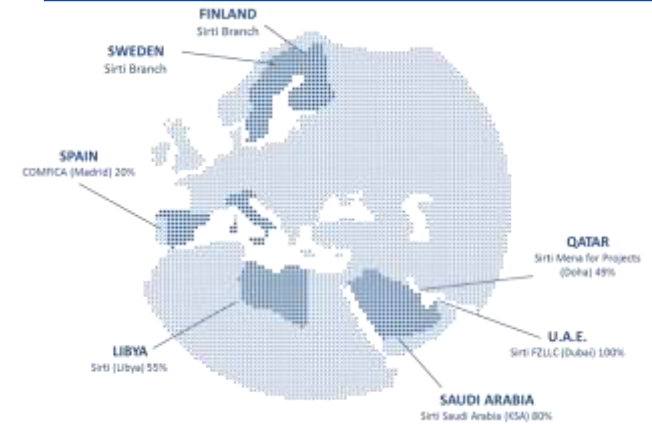 FINLAND
Sirti Branch
SWEDEN
Sirti Branch
SPAIN
COMFICA (Madrid) 20%
QATAR
Sirti Mena for Projects
(Doha) 49%
U.A.E.
Sirti FZLLC (Dubai) 100%
LIBYA
Sirti (Libya) 55%
SAUDI ARABIA
Sirti Saudi Arabia (KSA) 80%